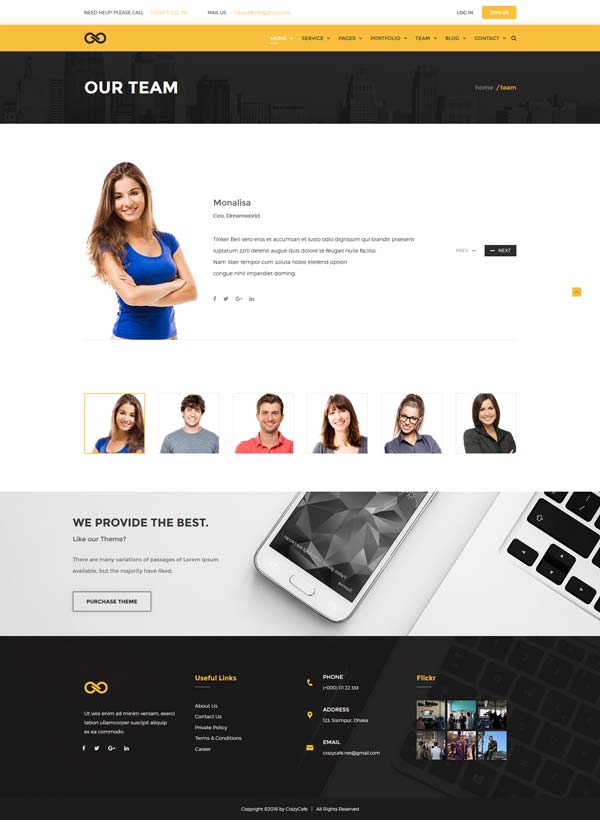 NEED HELP? PLEASE CALL (+000) 111 222 333 MAIL US crazycafe.net@gmail.com LOG IN JOIN US
HOME SERVICE PAGES PORTFOLIO TEAM BLOG CONTACT
OUR TEAM
home / team
Monalisa
Ceo, Dreamworld
Tinker Bell vero eros et accumsan et iusto odio dignissim qui blandit praesent
luptatum zzril delenit augue duis dolore te feugait nulla facilisi
Nam liber tempor cum soluta nobis eleifend option
congue nihil imperdiet doming.
PREV NEXT
WE PROVIDE THE BEST.
Like our Theme?
There are many variations of passages of Lorem Ipsum
available, but the majority have liked.
PURCHASE THEME
Ut wisi enim ad minim veniam, exerci
tation ullamcorper suscipit aliquip
ex ea commodo.
Useful Links
About Us
Contact Us
Private Policy
Terms & Conditions
Career
PHONE
(+000) 111 22 333
ADDRESS
123, Sisimpur, Dhaka
EMAIL
crazycafe.net@gmail.com
Flickr
Copyright ©2016 by CrazyCafe | All Rights Reserved